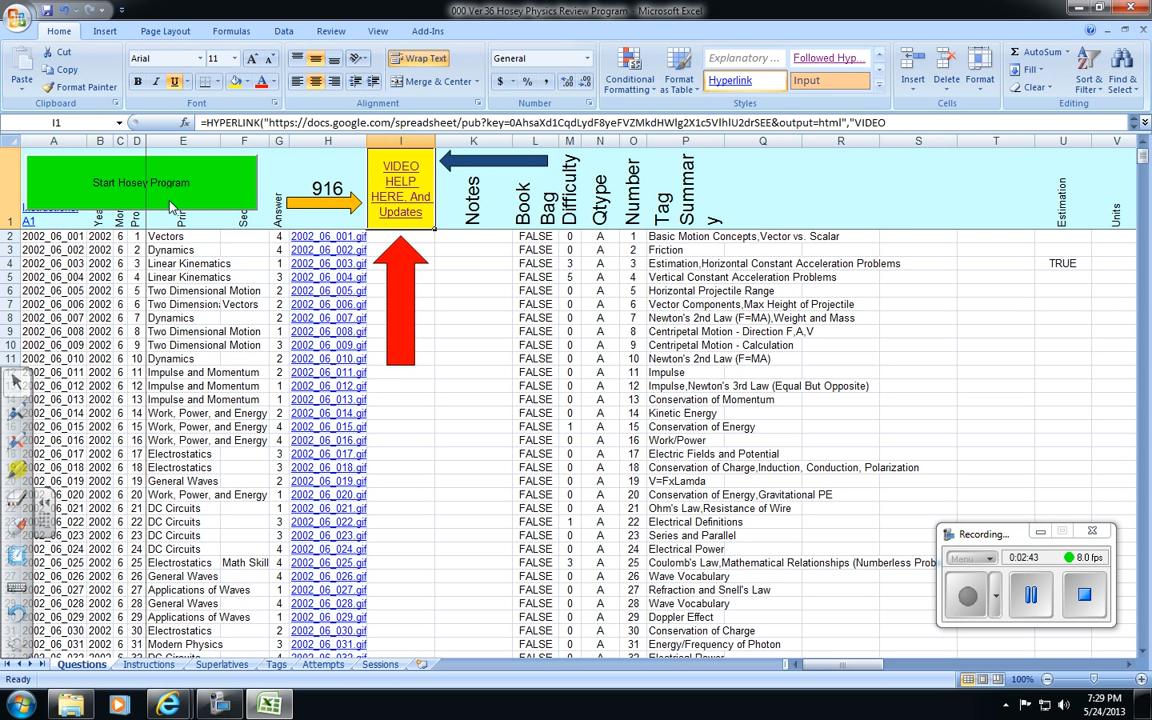 000 Ver 36 Hosey Physics Review Program - Microsoft Excel
Home Insert Page Layout Formulas Data Review View Add-Ins
Paste Cut Copy Format Painter Clipboard
Arial 11 B I U A A Font
Wrap Text Merge & Center Alignment
General $ % , Number
Conditional Formatting Format as Table Explanary ... Followed Hyp... Hyperlink Input Styles
Insert Delete Format Cells
AutoSum Fill Clear Sort & Filter Find & Select Editing
I1 fx =HYPERLINK("https://docs.google.com/spreadsheet/pub?key=0AhsaXd1CqdLydF8yeFVZMkdHWlg2X1c5VlhlU2drSEE&output=html","VIDEO
A B C D E F G H I K L M N O P Q R S T U V
Start Hosey Program
A1
Answer
916
VIDEO
HELP
HERE, And
Updates
Notes
Book
Bag
Difficulty
Qtype
Number
Tag
Summar
y
Estimation
Units
1
2 2002_06_001 2002 6 1 Vectors 4 2002_06_001.gif FALSE 0 A 1 Basic Motion Concepts,Vector vs. Scalar
3 2002_06_002 2002 6 2 Dynamics 4 2002_06_002.gif FALSE 0 A 2 Friction
4 2002_06_003 2002 6 3 Linear Kinematics 1 2002_06_003.gif FALSE 3 A 3 Estimation,Horizontal Constant Acceleration Problems TRUE
5 2002_06_004 2002 6 4 Linear Kinematics 3 2002_06_004.gif FALSE 5 A 4 Vertical Constant Acceleration Problems
6 2002_06_005 2002 6 5 Two Dimensional Motion 1 2002_06_005.gif FALSE 0 A 5 Horizontal Projectile Range
7 2002_06_006 2002 6 6 Two Dimension: Vectors 2 2002_06_006.gif FALSE 0 A 6 Vector Components,Max Height of Projectile
8 2002_06_007 2002 6 7 Dynamics 1 2002_06_007.gif FALSE 0 A 7 Newton's 2nd Law (F=MA),Weight and Mass
9 2002_06_008 2002 6 8 Two Dimensional Motion 1 2002_06_008.gif FALSE 0 A 8 Centripetal Motion - Direction F,A,V
10 2002_06_009 2002 6 9 Two Dimensional Motion 3 2002_06_009.gif FALSE 0 A 9 Centripetal Motion - Calculation
11 2002_06_010 2002 6 10 Dynamics 2 2002_06_010.gif FALSE 0 A 10 Newton's 2nd Law (F=MA)
2002_06_011 2002 6 11 Impulse and Momentum 2 2002_06_011.gif FALSE 0 A 11 Impulse
2002_06_012 2002 6 12 Impulse and Momentum 1 2002_06_012.gif FALSE 0 A 12 Impulse,Newton's 3rd Law (Equal But Opposite)
2002_06_013 2002 6 13 Impulse and Momentum 1 2002_06_013.gif FALSE 0 A 13 Conservation of Momentum
2002_06_014 2002 6 14 Work, Power, and Energy 2 2002_06_014.gif FALSE 0 A 14 Kinetic Energy
2002_06_015 2002 6 15 Work, Power, and Energy 4 2002_06_015.gif FALSE 1 A 15 Conservation of Energy
2002_06_016 2002 6 16 Work, Power, and Energy 4 2002_06_016.gif FALSE 0 A 16 Work/Power
2002_06_017 2002 6 17 Electrostatics 3 2002_06_017.gif FALSE 0 A 17 Electric Fields and Potential
2002_06_018 2002 6 18 Electrostatics 4 2002_06_018.gif FALSE 0 A 18 Conservation of Charge,Induction, Conduction, Polarization
2002_06_019 2002 6 19 General Waves 2 2002_06_019.gif FALSE 0 A 19 V=FxLamda
2002_06_020 2002 6 20 Work, Power, and Energy 1 2002_06_020.gif FALSE 0 A 20 Conservation of Energy,Gravitational PE
2002_06_021 2002 6 21 DC Circuits 1 2002_06_021.gif FALSE 0 A 21 Ohm's Law,Resistance of Wire
2002_06_022 2002 6 22 DC Circuits 3 2002_06_022.gif FALSE 1 A 22 Electrical Definitions
2002_06_023 2002 6 23 DC Circuits 2 2002_06_023.gif FALSE 0 A 23 Series and Parallel
2002_06_024 2002 6 24 DC Circuits 3 2002_06_024.gif FALSE 0 A 24 Electrical Power
2002_06_025 2002 6 25 Electrostatics Math Skill 4 2002_06_025.gif FALSE 3 A 25 Coulomb's Law,Mathematical Relationships (Numberless Prob
2002_06_026 2002 6 26 General Waves 4 2002_06_026.gif FALSE 0 A 26 Wave Vocabulary
2002_06_027 2002 6 27 Applications of Waves 1 2002_06_027.gif FALSE 0 A 27 Refraction and Snell's Law
2002_06_028 2002 6 28 General Waves 4 2002_06_028.gif FALSE 0 A 28 Wave Vocabulary
2002_06_029 2002 6 29 Applications of Waves 1 2002_06_029.gif FALSE 0 A 29 Doppler Effect
2002_06_030 2002 6 30 Electrostatics 2 2002_06_030.gif FALSE 0 A 30 Conservation of Charge
2002_06_031 2002 6 31 Modern Physics 3 2002_06_031.gif FALSE 0 A 31 Energy/Frequency of Photon
Recording...
Menu 0:02:43 8.0 fps
Questions Instructions Superlatives Tags Attempts Sessions
Ready 100%
7:29 PM
5/24/2013